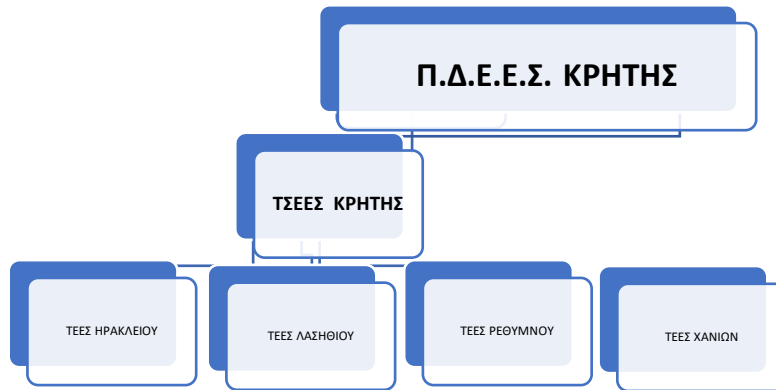 Π.Δ.Ε.Ε.Σ. ΚΡΗΤΗΣ
ΤΣΕΕΣ ΚΡΗΤΗΣ
ΤΕΕΣ ΗΡΑΚΛΕΙΟΥ
ΤΕΕΣ ΛΑΣΗΘΙΟΥ
ΤΕΕΣ ΡΕΘΥΜΝΟΥ
ΤΕΕΣ ΧΑΝΙΩΝ